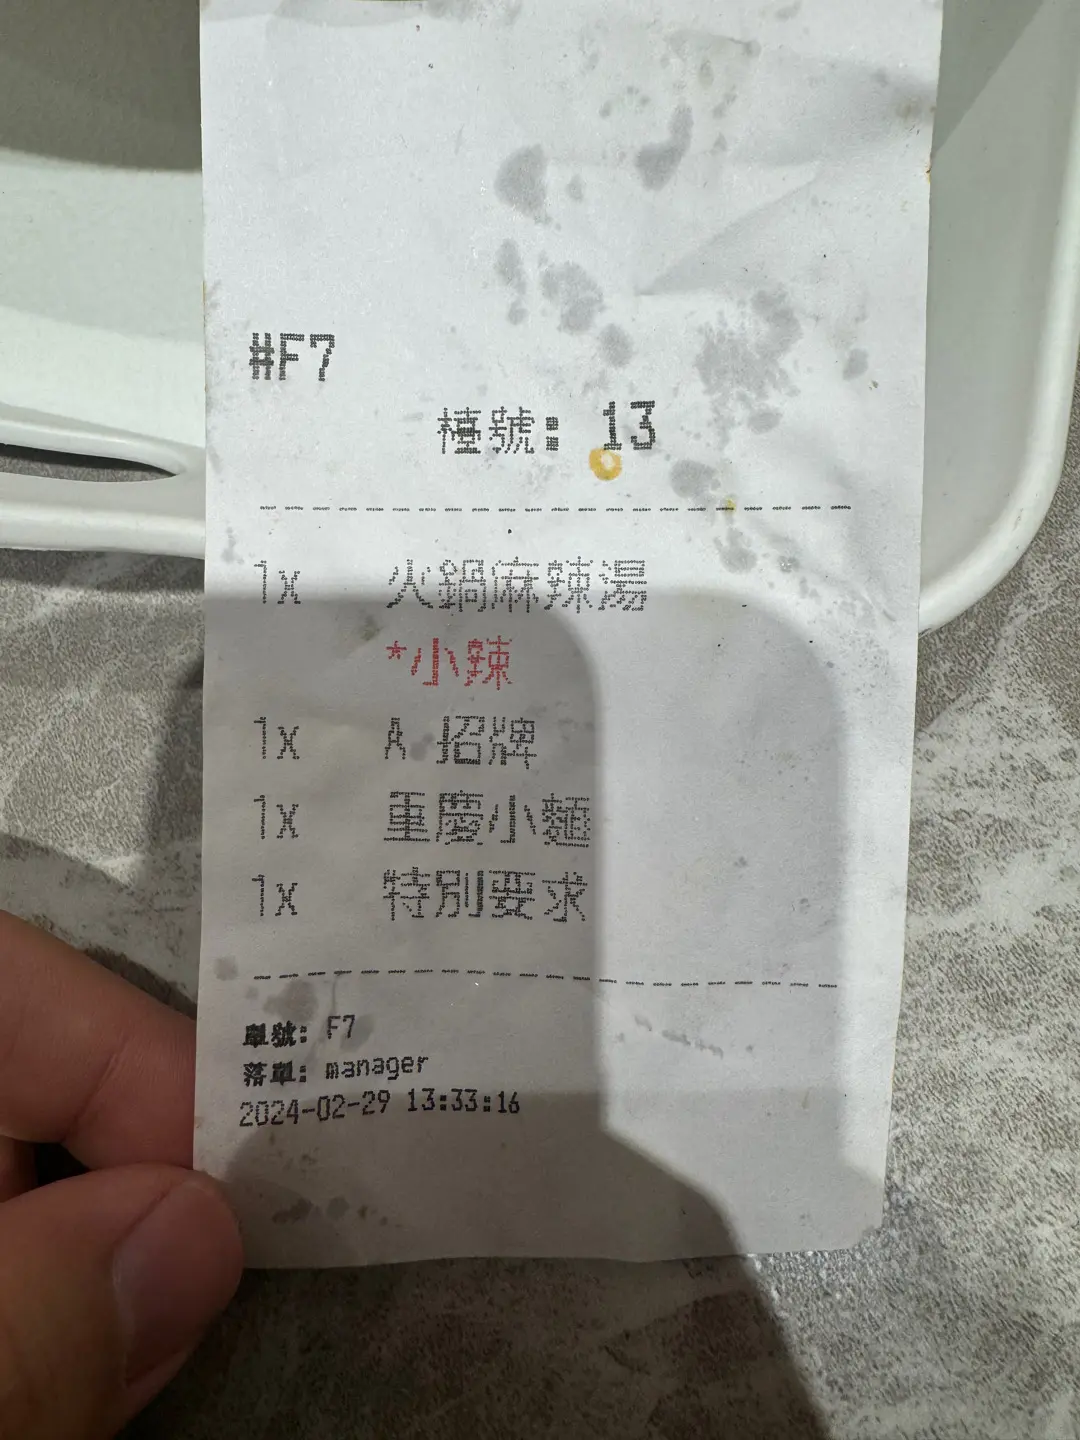 #F7
檯號: 13
1x 火鍋麻辣湯
*小辣
1x A 招牌
1x 重慶小麵
1x 特別要求
單號: F7
落單: manager
2024-02-29 13:33:16